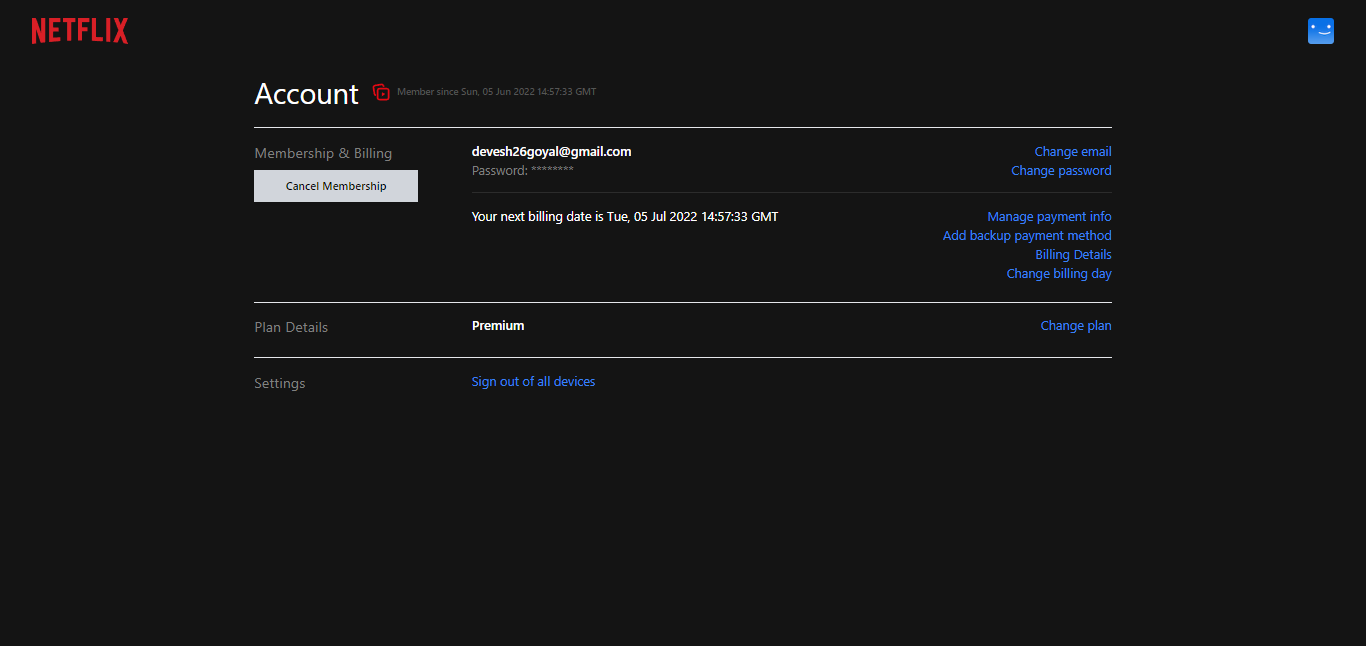 NETFLIX
Account Member since Sun, 05 Jun 2022 14:57:33 GMT
Membership & Billing
Cancel Membership
devesh26goyal@gmail.com Change email
Password: ******** Change password
Your next billing date is Tue, 05 Jul 2022 14:57:33 GMT Manage payment info
Add backup payment method
Billing Details
Change billing day
Plan Details Premium Change plan
Settings Sign out of all devices